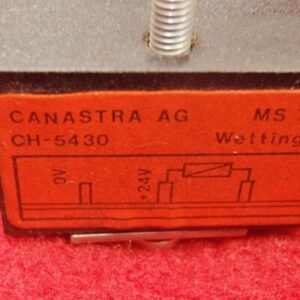 CANASTRA AG MS
CH-5430 Wetting
0V +24V